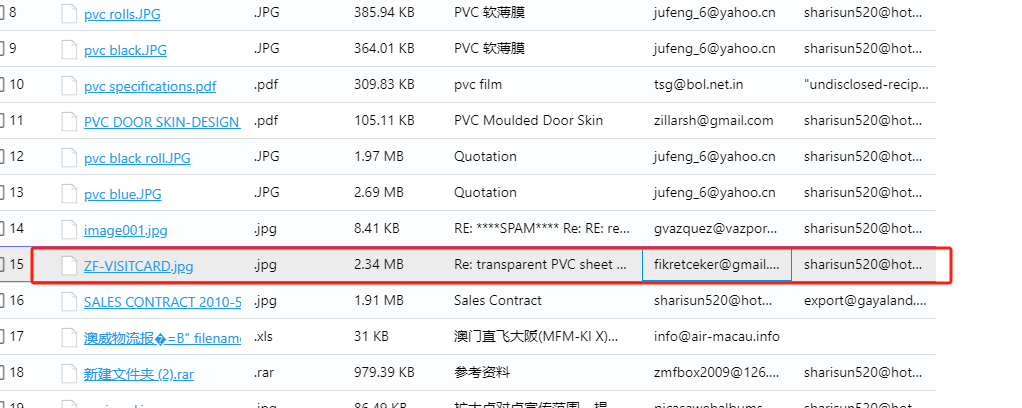 8 pvc rolls.JPG .JPG 385.94 KB PVC 软薄膜 jufeng_6@yahoo.cn sharisun520@hot...
9 pvc black.JPG .JPG 364.01 KB PVC 软薄膜 jufeng_6@yahoo.cn sharisun520@hot...
10 pvc specifications.pdf .pdf 309.83 KB pvc film tsg@bol.net.in "undisclosed-recip...
11 PVC DOOR SKIN-DESIGN .pdf 105.11 KB PVC Moulded Door Skin zillarsh@gmail.com sharisun520@hot...
12 pvc black roll.JPG .JPG 1.97 MB Quotation jufeng_6@yahoo.cn sharisun520@hot...
13 pvc blue.JPG .JPG 2.69 MB Quotation jufeng_6@yahoo.cn sharisun520@hot...
14 image001.jpg .jpg 8.41 KB RE: ****SPAM**** Re: RE: re... gvazquez@vazpor... sharisun520@hot...
15 ZF-VISITCARD.jpg .jpg 2.34 MB Re: transparent PVC sheet ... fikretceker@gmail.... sharisun520@hot...
16 SALES CONTRACT 2010-5 .jpg 1.91 MB Sales Contract sharisun520@hot... export@gayaland....
17 澳威物流报�=B" filename .xls 31 KB 澳门直飞大阪(MFM-KI X)... info@air-macau.info
18 新建文件夹 (2).rar .rar 979.39 KB 参考资料 zmfbox2009@126.... sharisun520@hot...
19 .jpg 86.49 KB picasawebalbums